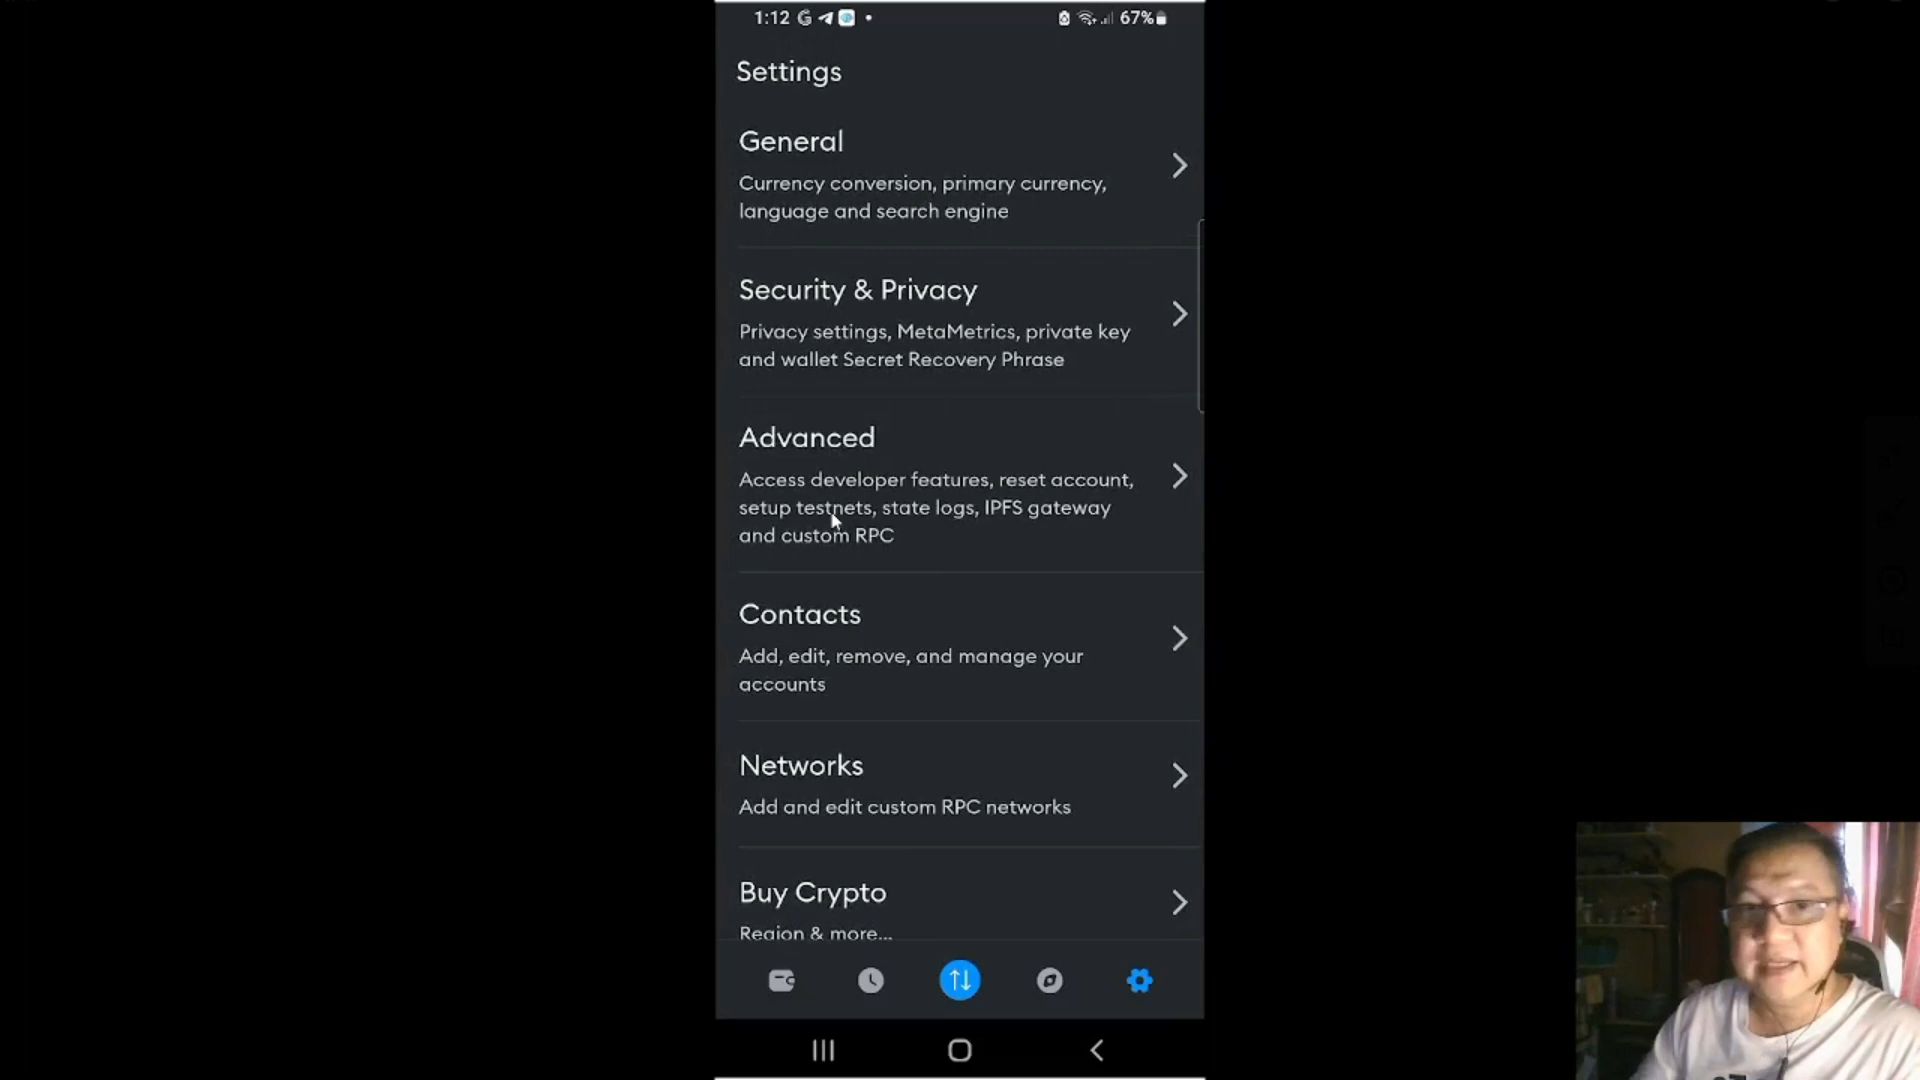 1:12
67%
Settings
General
Currency conversion, primary currency,
language and search engine
Security & Privacy
Privacy settings, MetaMetrics, private key
and wallet Secret Recovery Phrase
Advanced
Access developer features, reset account,
setup testnets, state logs, IPFS gateway
and custom RPC
Contacts
Add, edit, remove, and manage your
accounts
Networks
Add and edit custom RPC networks
Buy Crypto
Region & more...